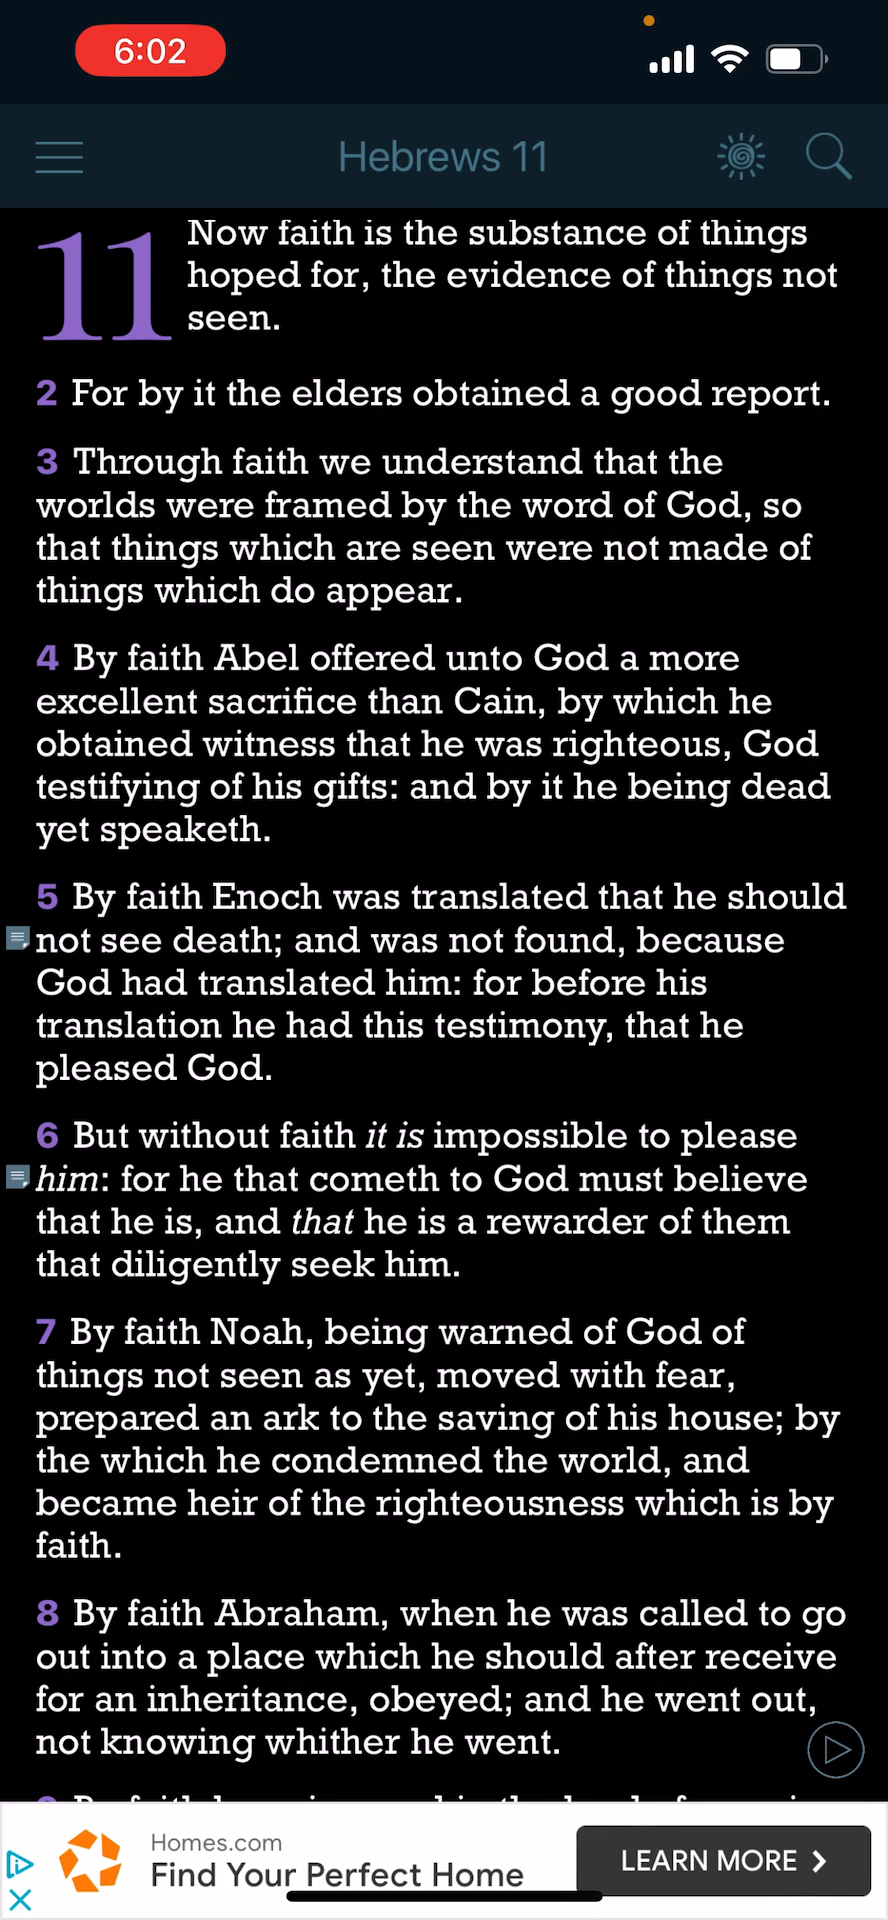 6:02
Hebrews 11
11 Now faith is the substance of things
hoped for, the evidence of things not
seen.
2 For by it the elders obtained a good report.
3 Through faith we understand that the
worlds were framed by the word of God, so
that things which are seen were not made of
things which do appear.
4 By faith Abel offered unto God a more
excellent sacrifice than Cain, by which he
obtained witness that he was righteous, God
testifying of his gifts: and by it he being dead
yet speaketh.
5 By faith Enoch was translated that he should
not see death; and was not found, because
God had translated him: for before his
translation he had this testimony, that he
pleased God.
6 But without faith it is impossible to please
him: for he that cometh to God must believe
that he is, and that he is a rewarder of them
that diligently seek him.
7 By faith Noah, being warned of God of
things not seen as yet, moved with fear,
prepared an ark to the saving of his house; by
the which he condemned the world, and
became heir of the righteousness which is by
faith.
8 By faith Abraham, when he was called to go
out into a place which he should after receive
for an inheritance, obeyed; and he went out,
not knowing whither he went.
Homes.com
Find Your Perfect Home
LEARN MORE